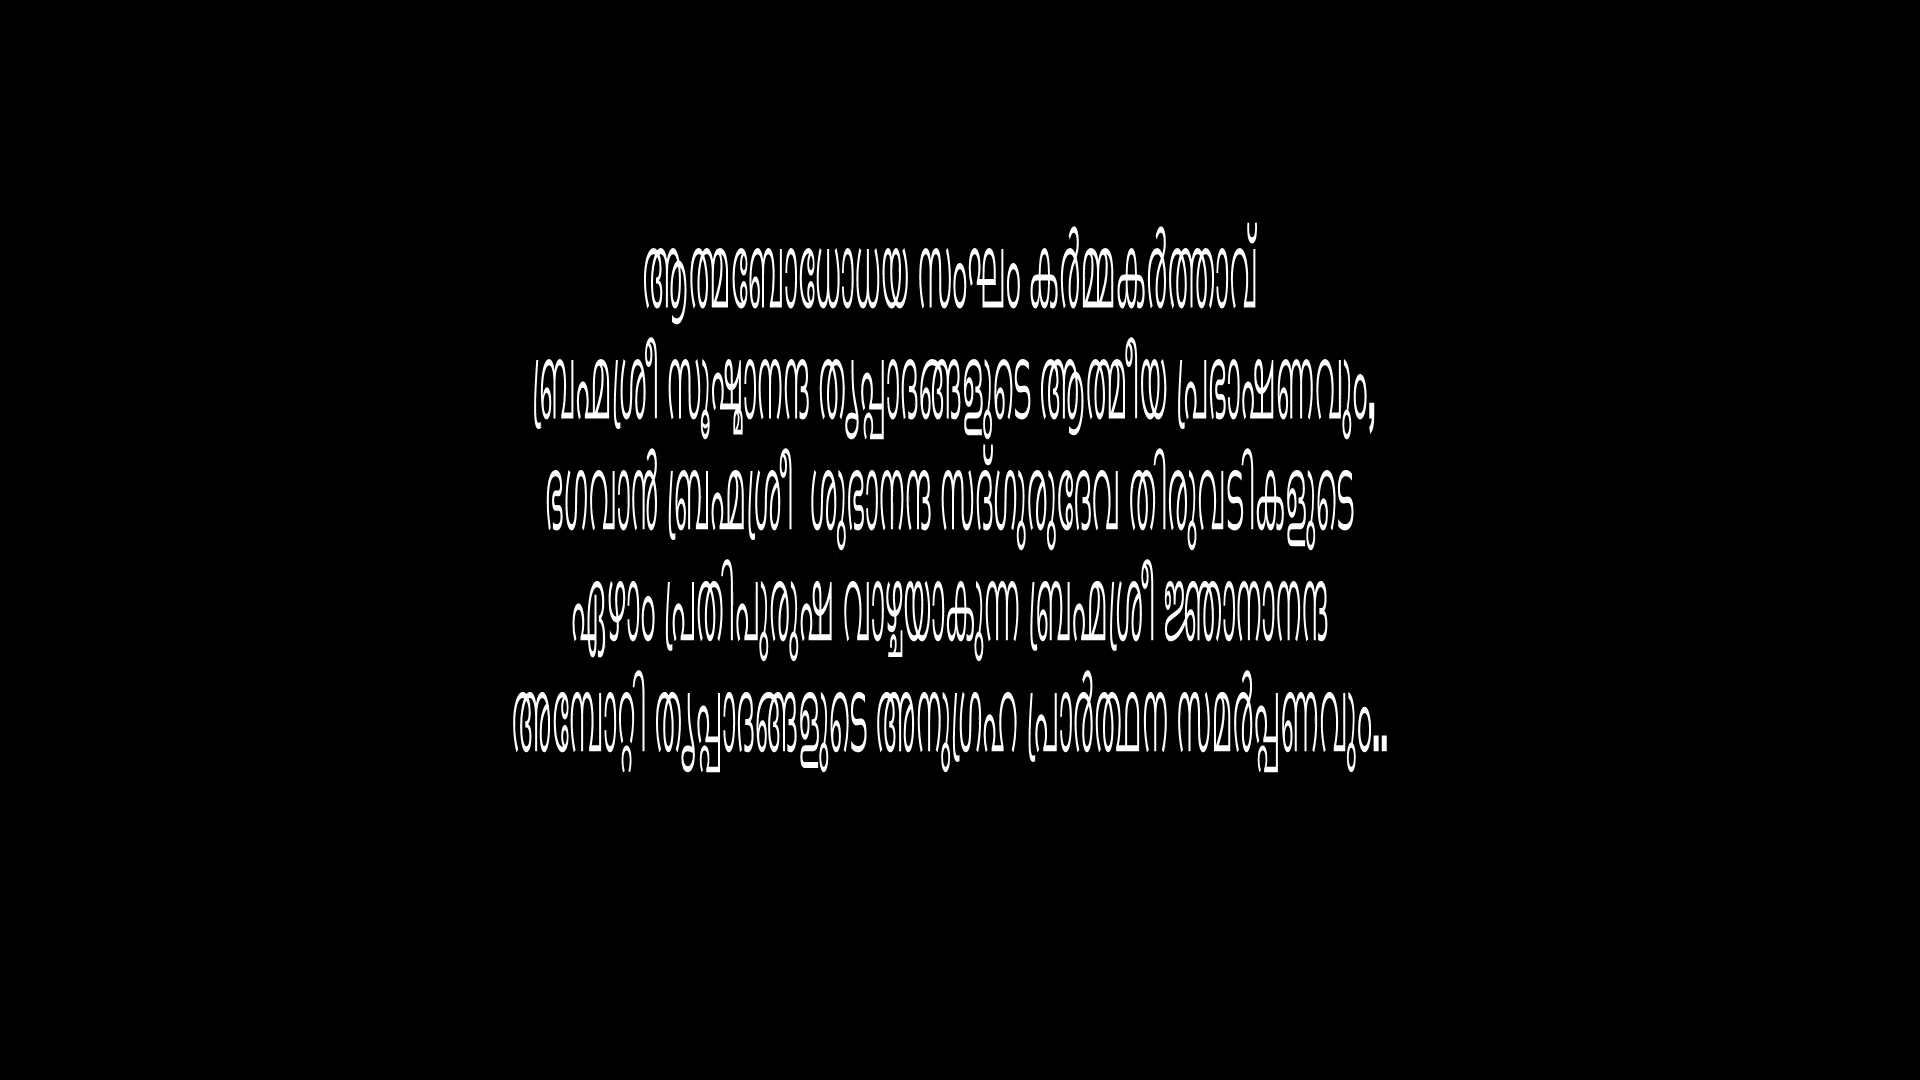 ആത്മബോധോധയ സംഘം കർമ്മകർത്താവ്
ബ്രഹ്മശ്രീ സൂഷ്മാനന്ദ തൃപ്പാദങ്ങളുടെ ആത്മീയ പ്രഭാഷണവും,
ഭഗവാൻ ബ്രഹ്മശ്രീ ശുഭാനന്ദ സദ്ഗുരുദേവ തിരുവടികളുടെ
ഏഴാം പ്രതിപുരുഷ വാഴ്ചയാകുന്ന ബ്രഹ്മശ്രീ ജ്ഞാനാനന്ദ
അമ്പോറ്റി തൃപ്പാദങ്ങളുടെ അനുഗ്രഹ പ്രാർത്ഥന സമർപ്പണവും..